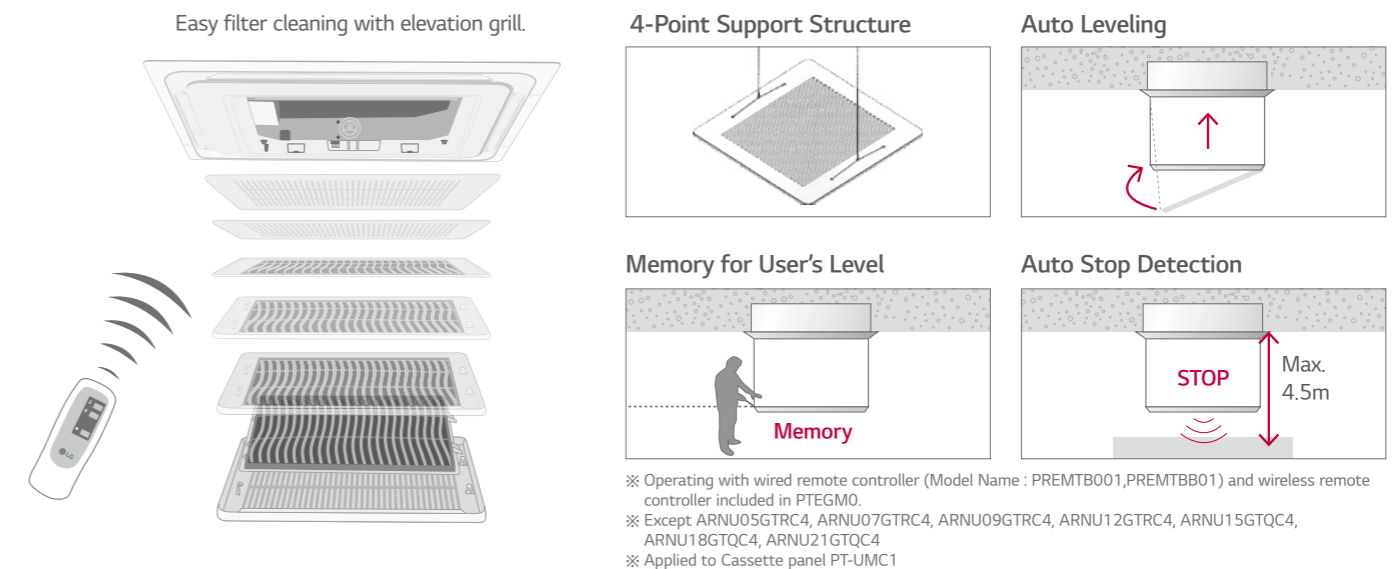 Easy filter cleaning with elevation grill.
LG
4-Point Support Structure
Auto Leveling
Memory for User's Level
Memory
Auto Stop Detection
STOP
Max.
4.5m
※ Operating with wired remote controller (Model Name : PREMTB001,PREMTBB01) and wireless remote
controller included in PTEGM0.
※ Except ARNU05GTRC4, ARNU07GTRC4, ARNU09GTRC4, ARNU12GTRC4, ARNU15GTQC4,
ARNU18GTQC4, ARNU21GTQC4
※ Applied to Cassette panel PT-UMC1